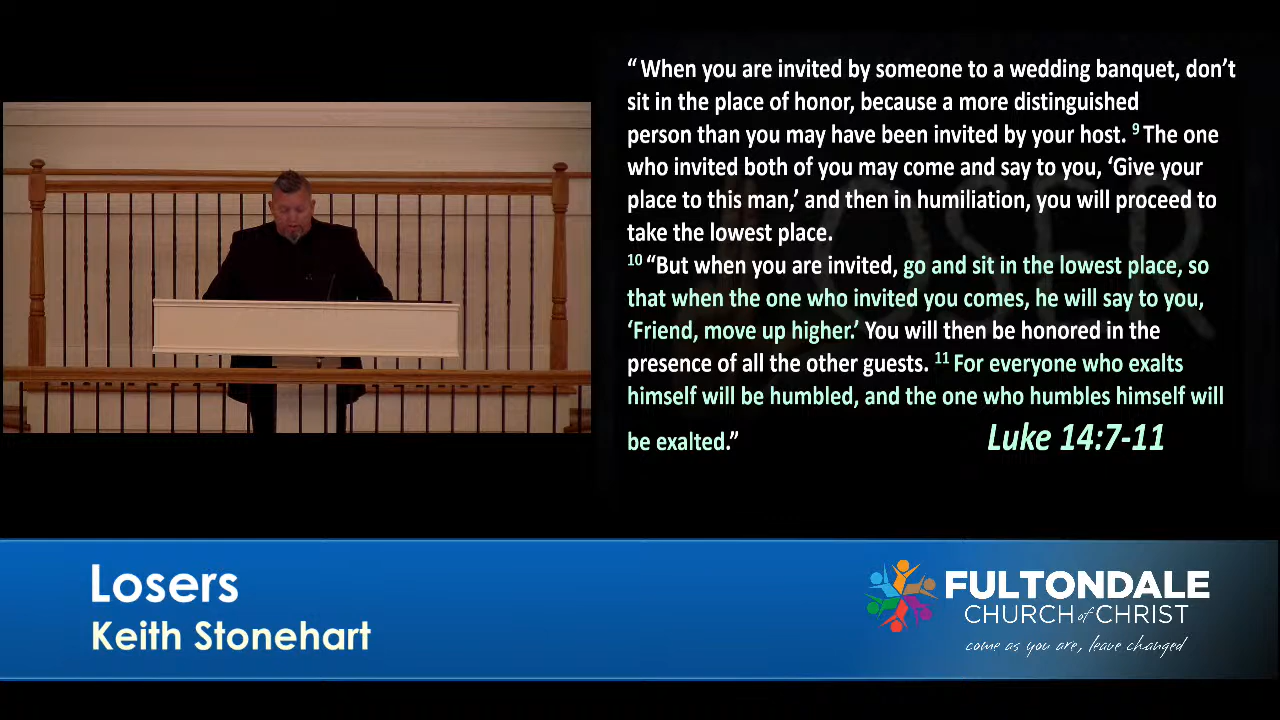 “ When you are invited by someone to a wedding banquet, don’t
sit in the place of honor, because a more distinguished
person than you may have been invited by your host. 9 The one
who invited both of you may come and say to you, ‘Give your
place to this man,’ and then in humiliation, you will proceed to
take the lowest place.
10 “But when you are invited, go and sit in the lowest place, so
that when the one who invited you comes, he will say to you,
‘Friend, move up higher.’ You will then be honored in the
presence of all the other guests. 11 For everyone who exalts
himself will be humbled, and the one who humbles himself will
be exalted.”
Luke 14:7-11
LOSER
Losers
Keith Stonehart
FULTONDALE
CHURCH of CHRIST
come as you are, leave changed